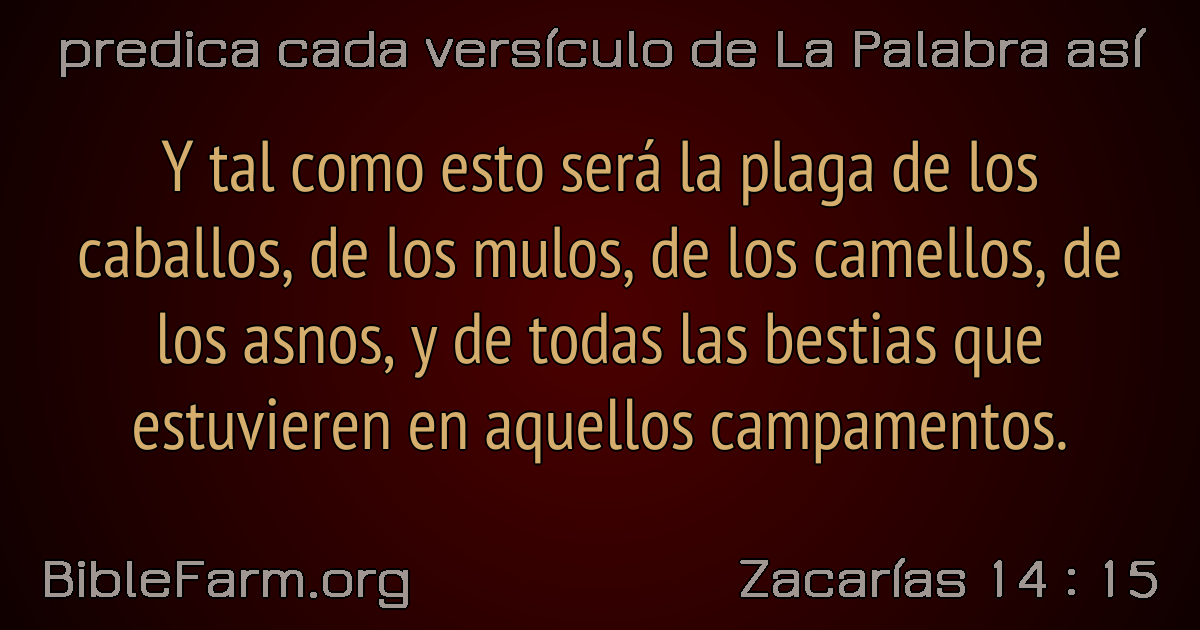 predica cada versículo de La Palabra así
Y tal como esto será la plaga de los
caballos, de los mulos, de los camellos, de
los asnos, y de todas las bestias que
estuvieren en aquellos campamentos.
BibleFarm.org
Zacarías 14 : 15